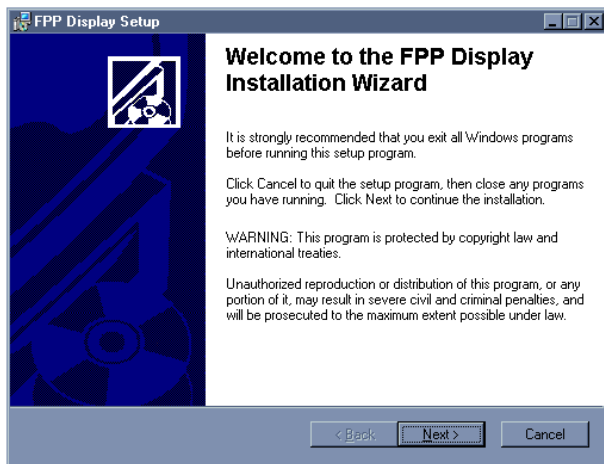 FPP Display Setup
Welcome to the FPP Display
Installation Wizard
It is strongly recommended that you exit all Windows programs
before running this setup program.
Click Cancel to quit the setup program, then close any programs
you have running. Click Next to continue the installation.
WARNING: This program is protected by copyright law and
international treaties.
Unauthorized reproduction or distribution of this program, or any
portion of it, may result in severe civil and criminal penalties, and
will be prosecuted to the maximum extent possible under law.
< Back Next > Cancel